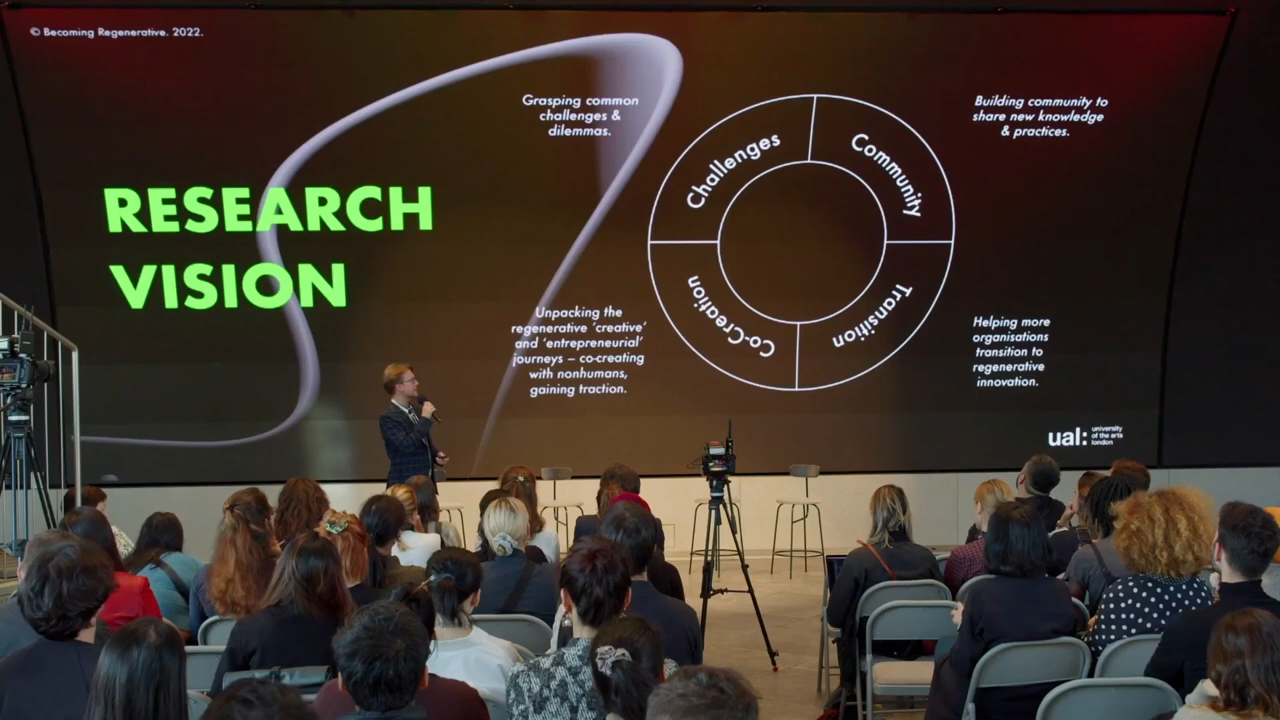 © Becoming Regenerative. 2022.
RESEARCH
VISION
Grasping common
challenges &
dilemmas.
Building community to
share new knowledge
& practices.
Challenges
Community
Co-Creation
Transition
Unpacking the
regenerative ‘creative’
and ‘entrepreneurial’
journeys – co-creating
with nonhumans,
gaining traction.
Helping more
organisations
transition to
regenerative
innovation.
ual:
university
of the arts
london